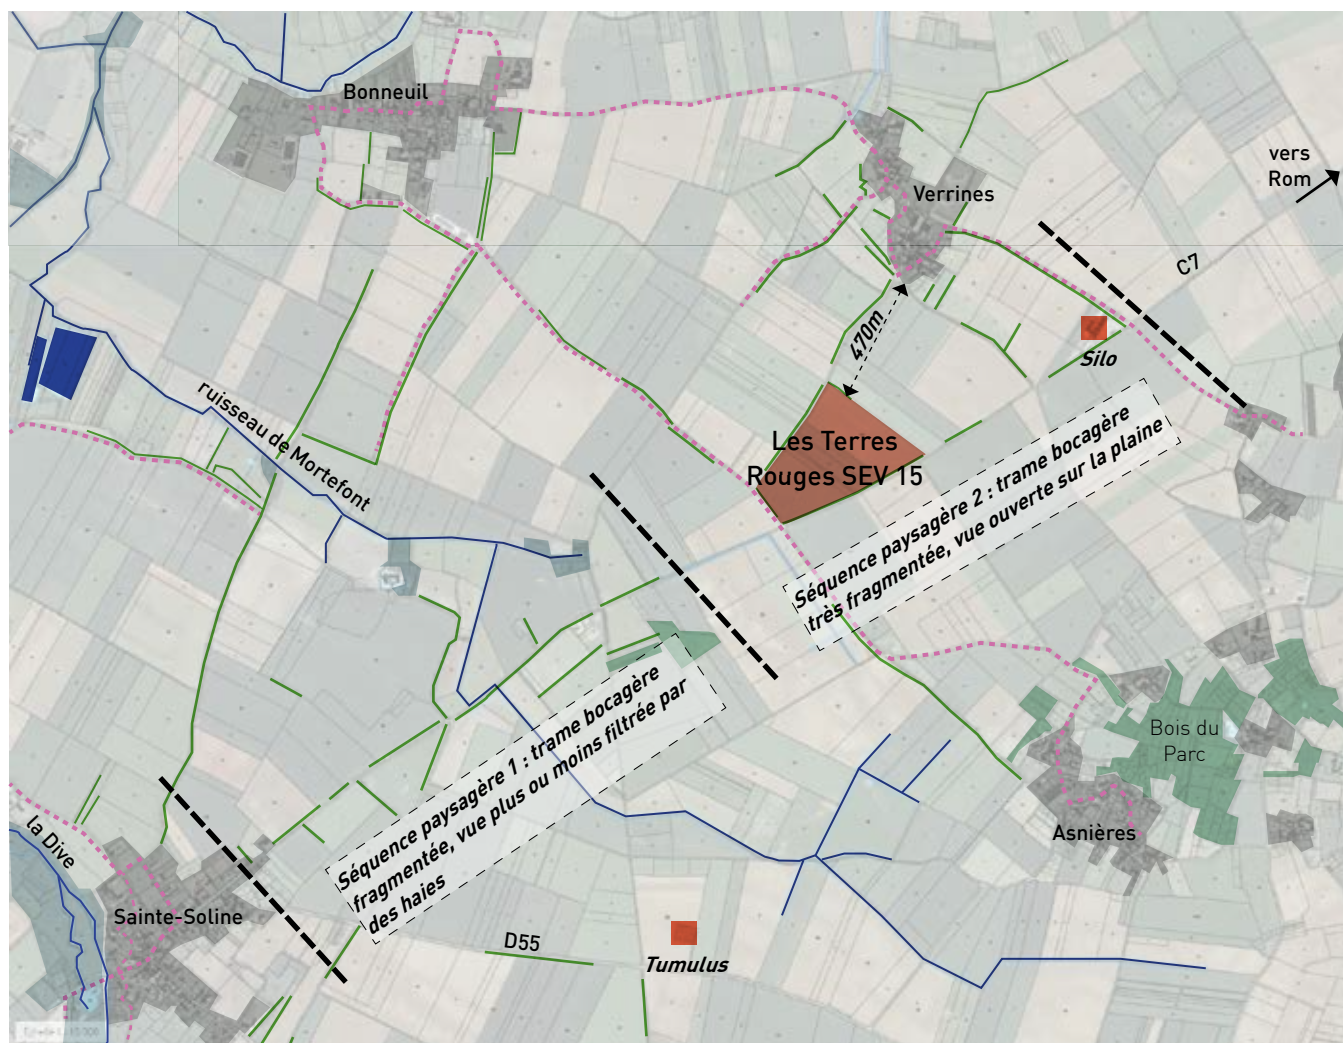 Bonneuil
vers
Rom
Verrines
C7
470m
Silo
ruisseau de Mortefont
Les Terres
Rouges SEV 15
Séquence paysagère 2 : trame bocagère
très fragmentée, vue ouverte sur la plaine
Séquence paysagère 1 : trame bocagère
fragmentée, vue plus ou moins filtrée par
des haies
Bois du
Parc
Asnières
la Dive
Sainte-Soline
D55
Tumulus